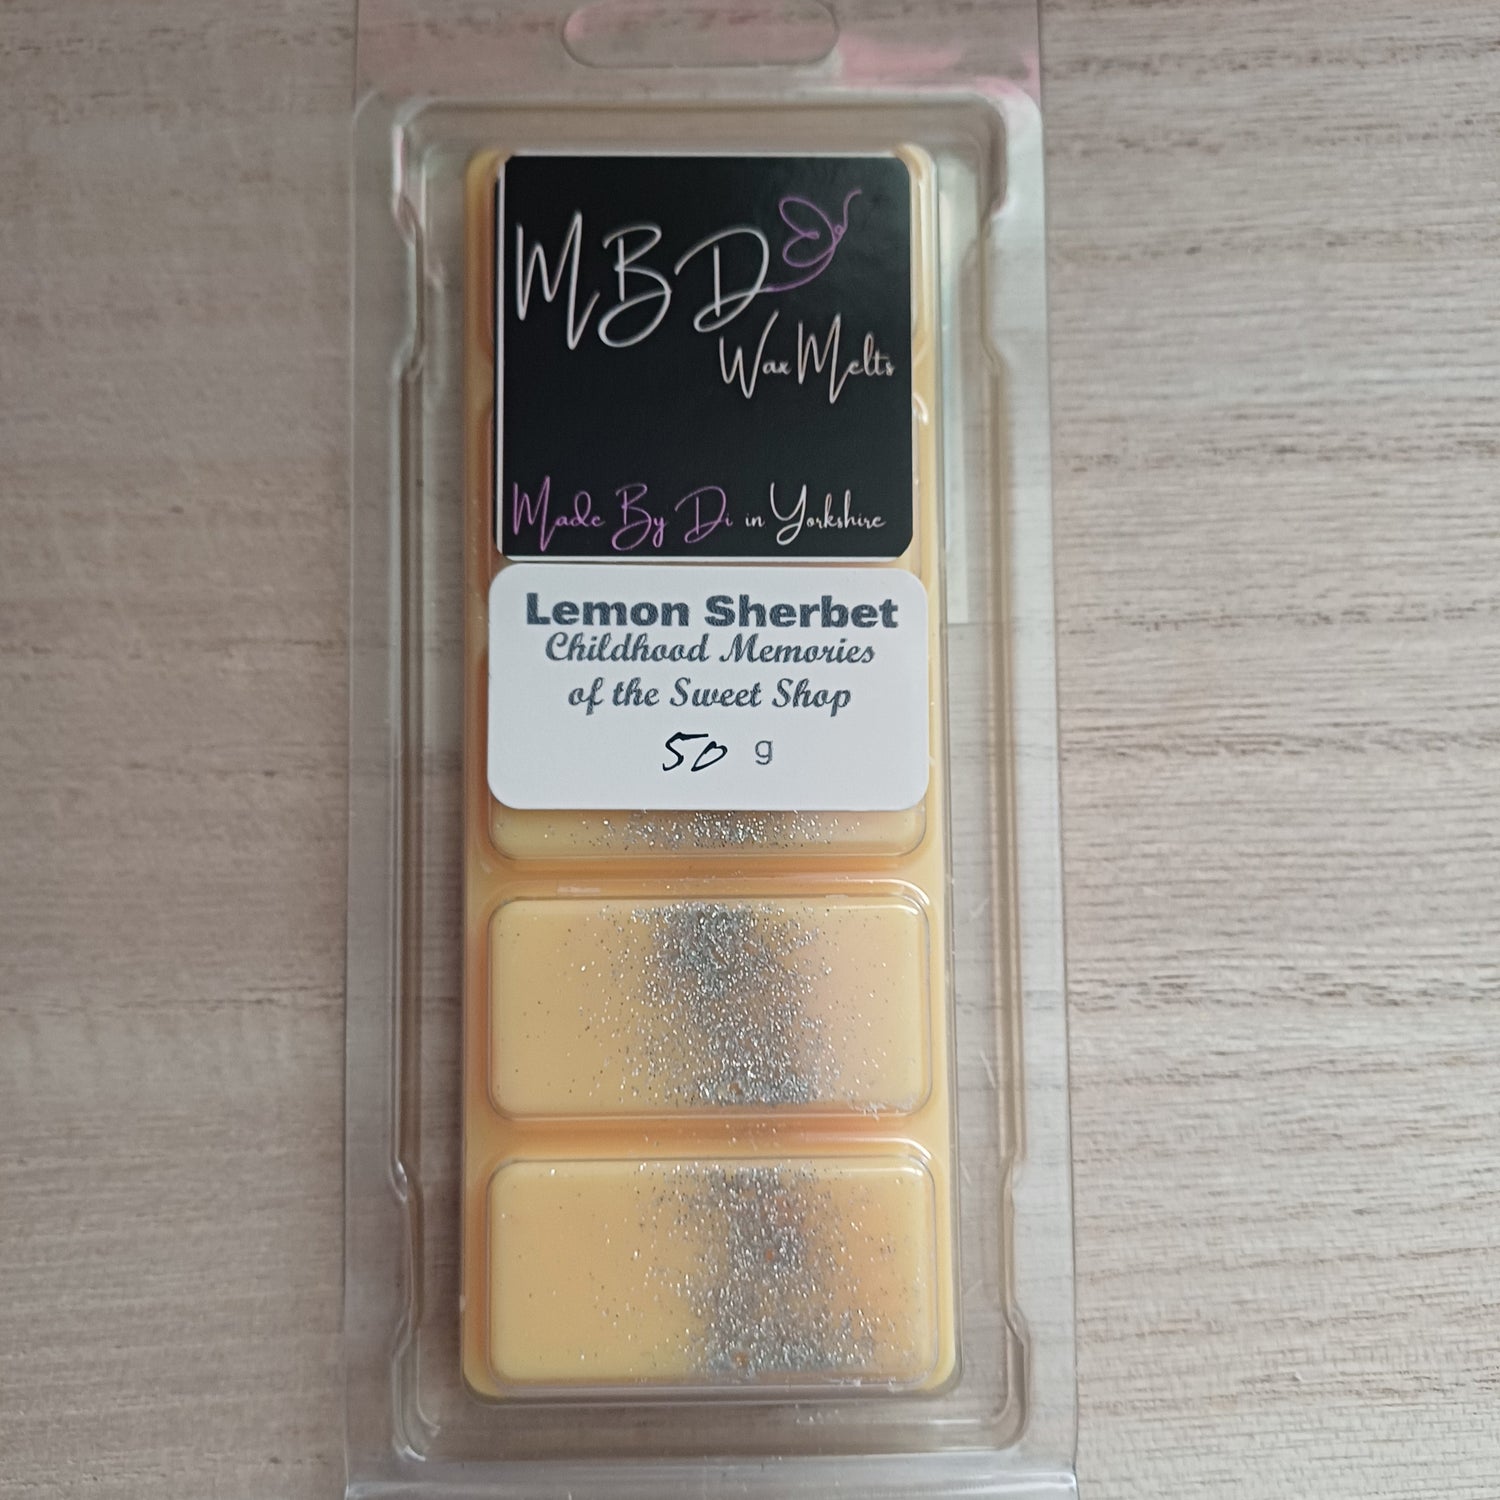 MBD
Wax Melts
Made By Di in Yorkshire
Lemon Sherbet
Childhood Memories
of the Sweet Shop
50 g